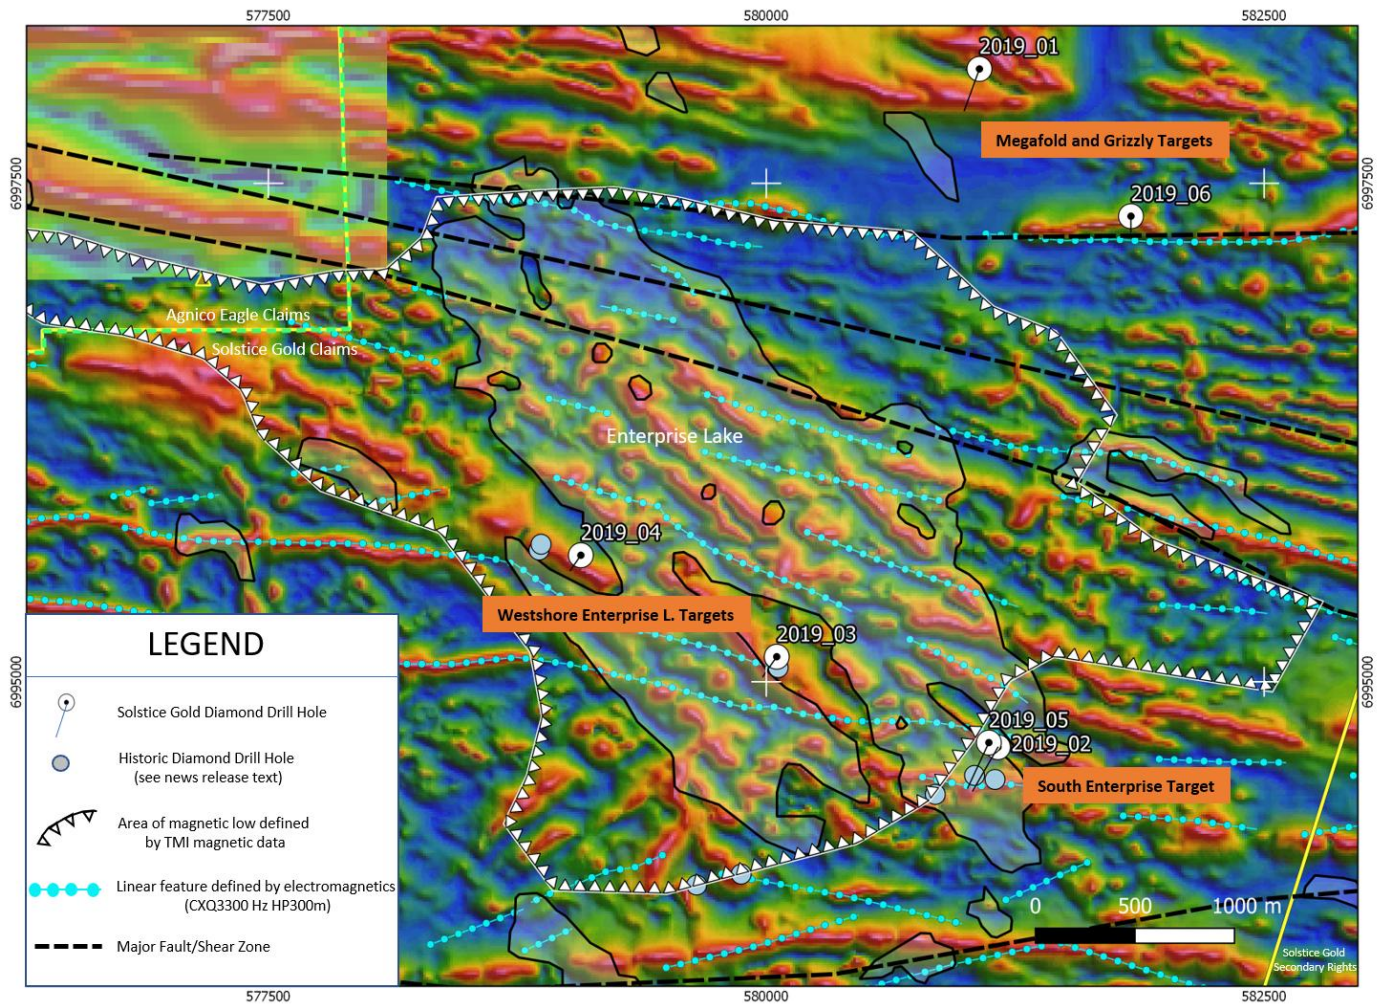 577500
580000
582500
2019_01
Megafold and Grizzly Targets
6997500
6997500
2019_06
Agnico Eagle Claims
Solstice Gold Claims
Enterprise Lake
2019_04
Westshore Enterprise L. Targets
2019_03
6995000
6995000
2019_05
2019_02
South Enterprise Target
LEGEND
Solstice Gold Diamond Drill Hole
Historic Diamond Drill Hole
(see news release text)
Area of magnetic low defined
by TMI magnetic data
Linear feature defined by electromagnetics
(CXQ3300 Hz HP300m)
Major Fault/Shear Zone
0 500 1000 m
Solstice Gold
Secondary Rights
577500
580000
582500